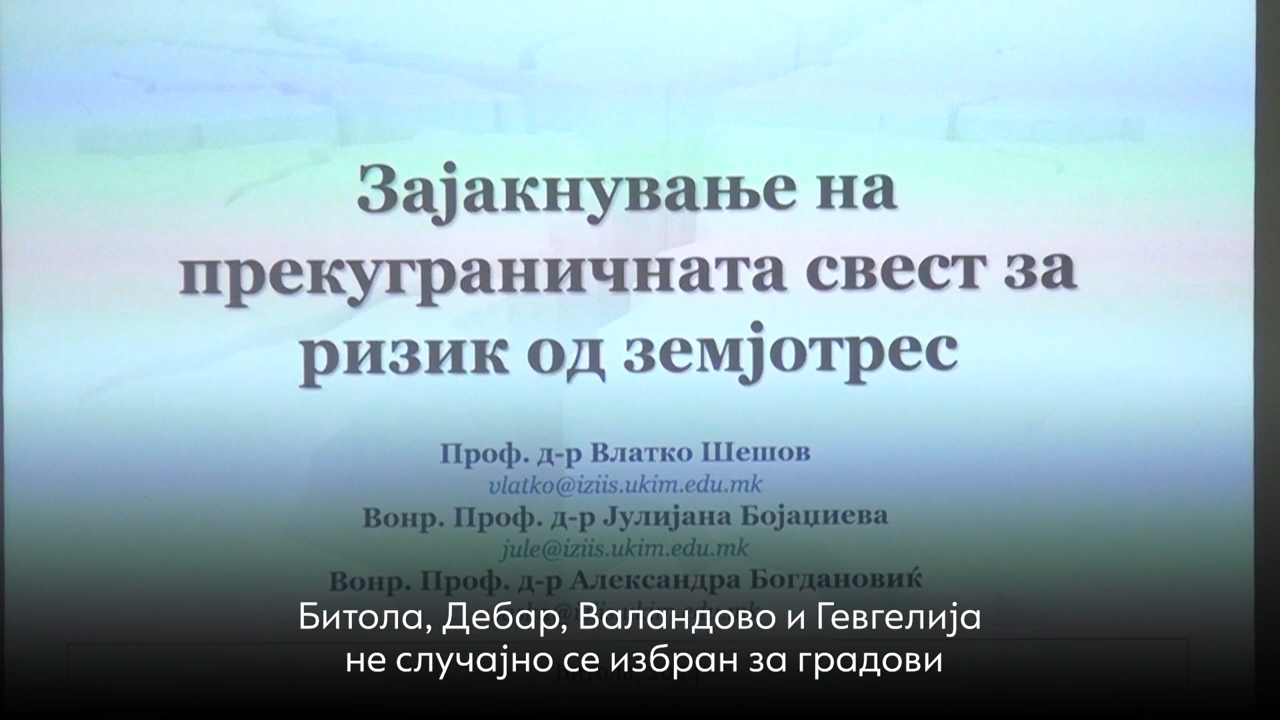 Зајакнување на
прекуграничната свест за
ризик од земјотрес
Проф. д-р Влатко Шешов
vlatko@iziis.ukim.edu.mk
Вонр. Проф. д-р Јулијана Бојаџиева
jule@iziis.ukim.edu.mk
Вонр. Проф. д-р Александра Богдановиќ
Битола, Дебар, Валандово и Гевгелија
не случајно се избран за градови